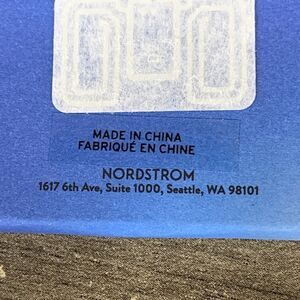 MADE IN CHINA
FABRIQUÉ EN CHINE
NORDSTROM
1617 6th Ave, Suite 1000, Seattle, WA 98101